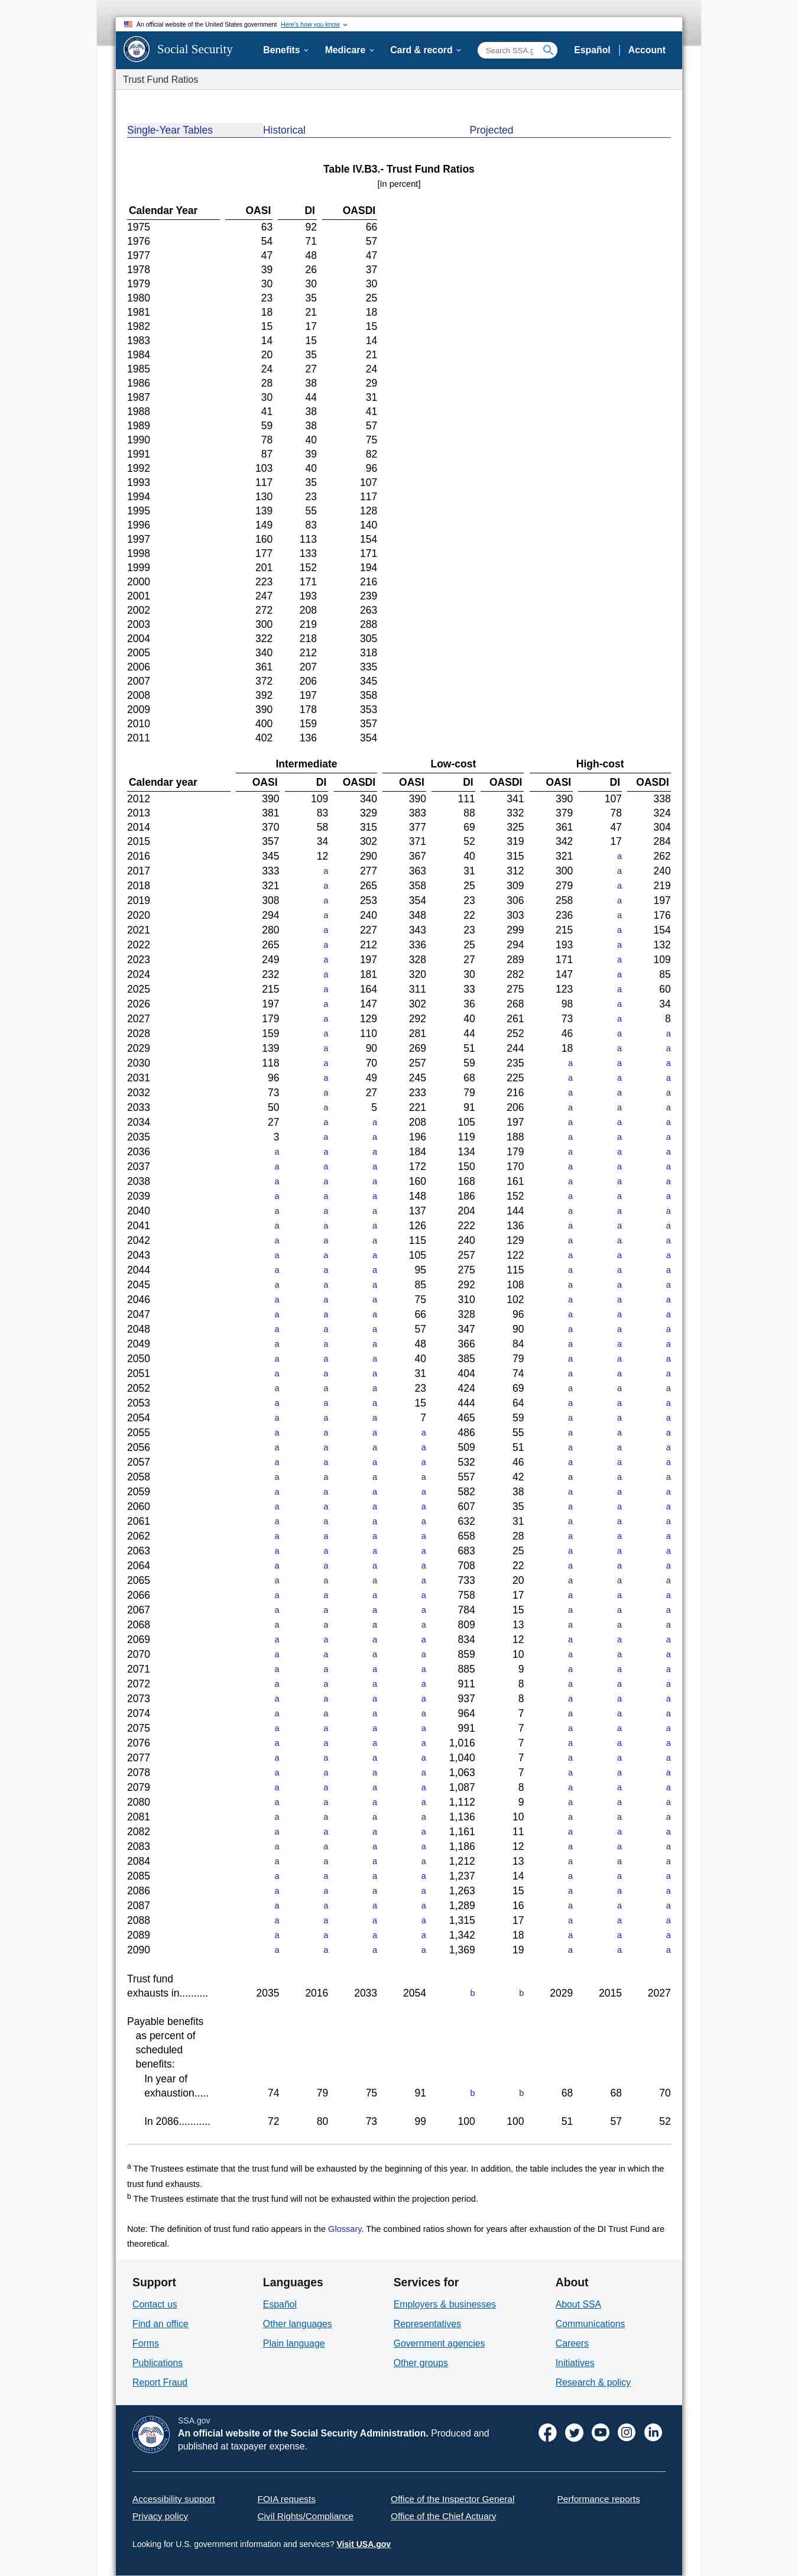 An official website of the United States government Here's how you know
Social Security Benefits Medicare Card & record Search SSA.g Español Account
Trust Fund Ratios
Single-Year Tables Historical Projected
Table IV.B3.- Trust Fund Ratios
[In percent]
Calendar Year OASI DI OASDI
1975 63 92 66
1976 54 71 57
1977 47 48 47
1978 39 26 37
1979 30 30 30
1980 23 35 25
1981 18 21 18
1982 15 17 15
1983 14 15 14
1984 20 35 21
1985 24 27 24
1986 28 38 29
1987 30 44 31
1988 41 38 41
1989 59 38 57
1990 78 40 75
1991 87 39 82
1992 103 40 96
1993 117 35 107
1994 130 23 117
1995 139 55 128
1996 149 83 140
1997 160 113 154
1998 177 133 171
1999 201 152 194
2000 223 171 216
2001 247 193 239
2002 272 208 263
2003 300 219 288
2004 322 218 305
2005 340 212 318
2006 361 207 335
2007 372 206 345
2008 392 197 358
2009 390 178 353
2010 400 159 357
2011 402 136 354
Intermediate Low-cost High-cost
Calendar year OASI DI OASDI OASI DI OASDI OASI DI OASDI
2012 390 109 340 390 111 341 390 107 338
2013 381 83 329 383 88 332 379 78 324
2014 370 58 315 377 69 325 361 47 304
2015 357 34 302 371 52 319 342 17 284
2016 345 12 290 367 40 315 321 a 262
2017 333 a 277 363 31 312 300 a 240
2018 321 a 265 358 25 309 279 a 219
2019 308 a 253 354 23 306 258 a 197
2020 294 a 240 348 22 303 236 a 176
2021 280 a 227 343 23 299 215 a 154
2022 265 a 212 336 25 294 193 a 132
2023 249 a 197 328 27 289 171 a 109
2024 232 a 181 320 30 282 147 a 85
2025 215 a 164 311 33 275 123 a 60
2026 197 a 147 302 36 268 98 a 34
2027 179 a 129 292 40 261 73 a 8
2028 159 a 110 281 44 252 46 a a
2029 139 a 90 269 51 244 18 a a
2030 118 a 70 257 59 235 a a a
2031 96 a 49 245 68 225 a a a
2032 73 a 27 233 79 216 a a a
2033 50 a 5 221 91 206 a a a
2034 27 a a 208 105 197 a a a
2035 3 a a 196 119 188 a a a
2036 a a a 184 134 179 a a a
2037 a a a 172 150 170 a a a
2038 a a a 160 168 161 a a a
2039 a a a 148 186 152 a a a
2040 a a a 137 204 144 a a a
2041 a a a 126 222 136 a a a
2042 a a a 115 240 129 a a a
2043 a a a 105 257 122 a a a
2044 a a a 95 275 115 a a a
2045 a a a 85 292 108 a a a
2046 a a a 75 310 102 a a a
2047 a a a 66 328 96 a a a
2048 a a a 57 347 90 a a a
2049 a a a 48 366 84 a a a
2050 a a a 40 385 79 a a a
2051 a a a 31 404 74 a a a
2052 a a a 23 424 69 a a a
2053 a a a 15 444 64 a a a
2054 a a a 7 465 59 a a a
2055 a a a a 486 55 a a a
2056 a a a a 509 51 a a a
2057 a a a a 532 46 a a a
2058 a a a a 557 42 a a a
2059 a a a a 582 38 a a a
2060 a a a a 607 35 a a a
2061 a a a a 632 31 a a a
2062 a a a a 658 28 a a a
2063 a a a a 683 25 a a a
2064 a a a a 708 22 a a a
2065 a a a a 733 20 a a a
2066 a a a a 758 17 a a a
2067 a a a a 784 15 a a a
2068 a a a a 809 13 a a a
2069 a a a a 834 12 a a a
2070 a a a a 859 10 a a a
2071 a a a a 885 9 a a a
2072 a a a a 911 8 a a a
2073 a a a a 937 8 a a a
2074 a a a a 964 7 a a a
2075 a a a a 991 7 a a a
2076 a a a a 1,016 7 a a a
2077 a a a a 1,040 7 a a a
2078 a a a a 1,063 7 a a a
2079 a a a a 1,087 8 a a a
2080 a a a a 1,112 9 a a a
2081 a a a a 1,136 10 a a a
2082 a a a a 1,161 11 a a a
2083 a a a a 1,186 12 a a a
2084 a a a a 1,212 13 a a a
2085 a a a a 1,237 14 a a a
2086 a a a a 1,263 15 a a a
2087 a a a a 1,289 16 a a a
2088 a a a a 1,315 17 a a a
2089 a a a a 1,342 18 a a a
2090 a a a a 1,369 19 a a a
Trust fund
exhausts in.......... 2035 2016 2033 2054 b b 2029 2015 2027
Payable benefits
as percent of
scheduled
benefits:
In year of
exhaustion..... 74 79 75 91 b b 68 68 70
In 2086........... 72 80 73 99 100 100 51 57 52
a The Trustees estimate that the trust fund will be exhausted by the beginning of this year. In addition, the table includes the year in which the
trust fund exhausts.
b The Trustees estimate that the trust fund will not be exhausted within the projection period.
Note: The definition of trust fund ratio appears in the Glossary. The combined ratios shown for years after exhaustion of the DI Trust Fund are
theoretical.
Support Languages Services for About
Contact us Español Employers & businesses About SSA
Find an office Other languages Representatives Communications
Forms Plain language Government agencies Careers
Publications Other groups Initiatives
Report Fraud Research & policy
SSA.gov
An official website of the Social Security Administration. Produced and
published at taxpayer expense.
Accessibility support FOIA requests Office of the Inspector General Performance reports
Privacy policy Civil Rights/Compliance Office of the Chief Actuary
Looking for U.S. government information and services? Visit USA.gov